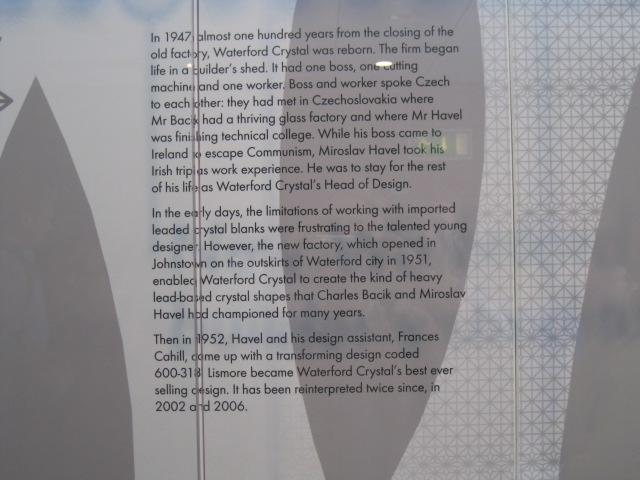 In 1947 almost one hundred years from the closing of the
old factory, Waterford Crystal was reborn. The firm began
life in a builder's shed. It had one boss, one cutting
machine and one worker. Boss and worker spoke Czech
to each other: they had met in Czechoslovakia where
Mr Bacik had a thriving glass factory and where Mr Havel
was finishing technical college. While his boss came to
Ireland to escape Communism, Miroslav Havel took his
Irish trip as work experience. He was to stay for the rest
of his life as Waterford Crystal's Head of Design.
In the early days, the limitations of working with imported
leaded crystal blanks were frustrating to the talented young
designer. However, the new factory, which opened in
Johnstown on the outskirts of Waterford city in 1951,
enabled Waterford Crystal to create the kind of heavy
lead-based crystal shapes that Charles Bacik and Miroslav
Havel had championed for many years.
Then in 1952, Havel and his design assistant, Frances
Cahill, came up with a transforming design coded
600-318. Lismore became Waterford Crystal's best ever
selling design. It has been reinterpreted twice since, in
2002 and 2006.